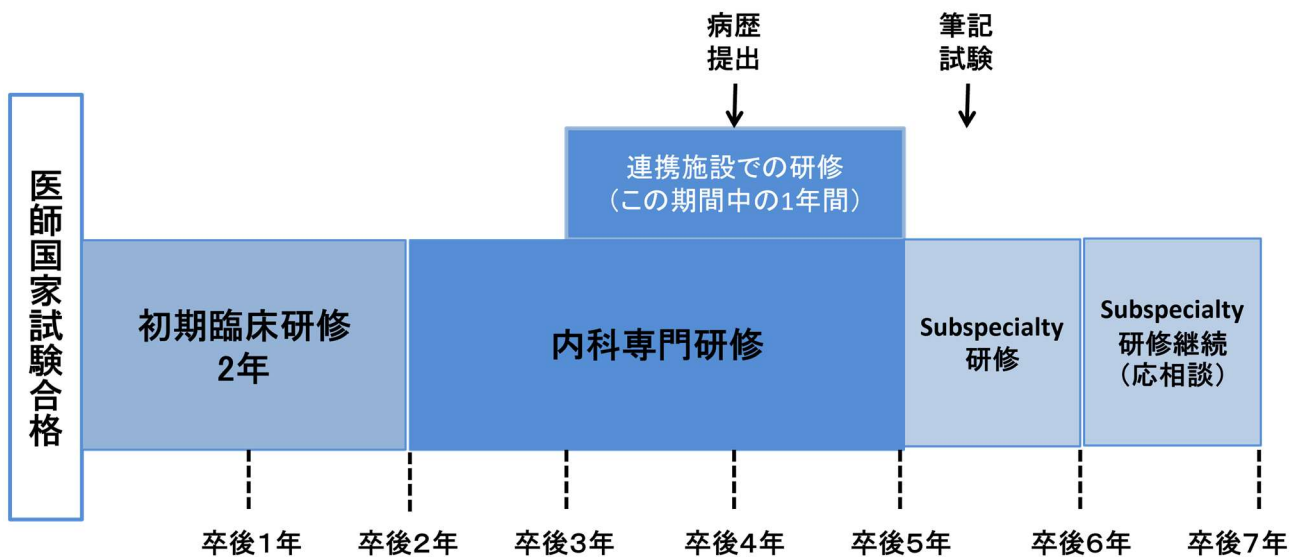 病歴
提出
筆記
試験
医師国家試験合格
連携施設での研修
（この期間中の1年間）
初期臨床研修
2年
内科専門研修
Subspecialty
研修
Subspecialty
研修継続
（応相談）
卒後1年
卒後2年
卒後3年
卒後4年
卒後5年
卒後6年
卒後7年